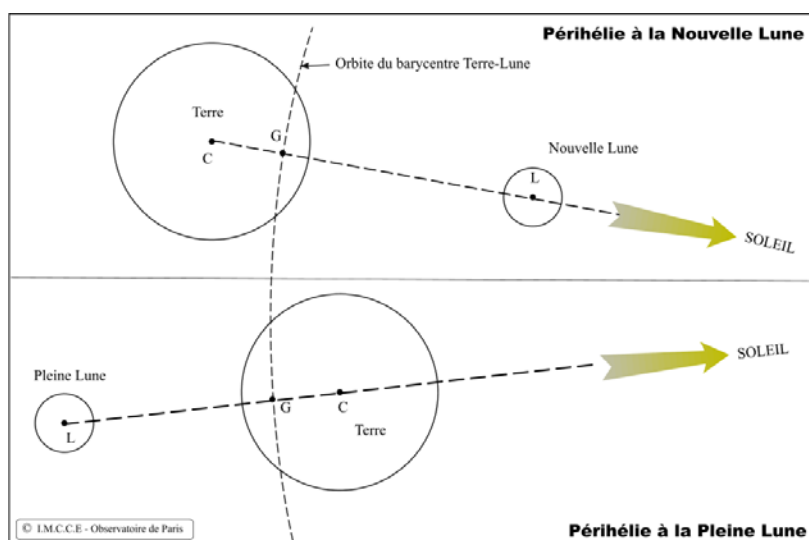 Périhélie à la Nouvelle Lune
Orbite du barycentre Terre-Lune
Terre
G
C
Nouvelle Lune
L
SOLEIL
Pleine Lune
SOLEIL
L
G
C
Terre
© I.M.C.C.E - Observatoire de Paris
Périhélie à la Pleine Lune